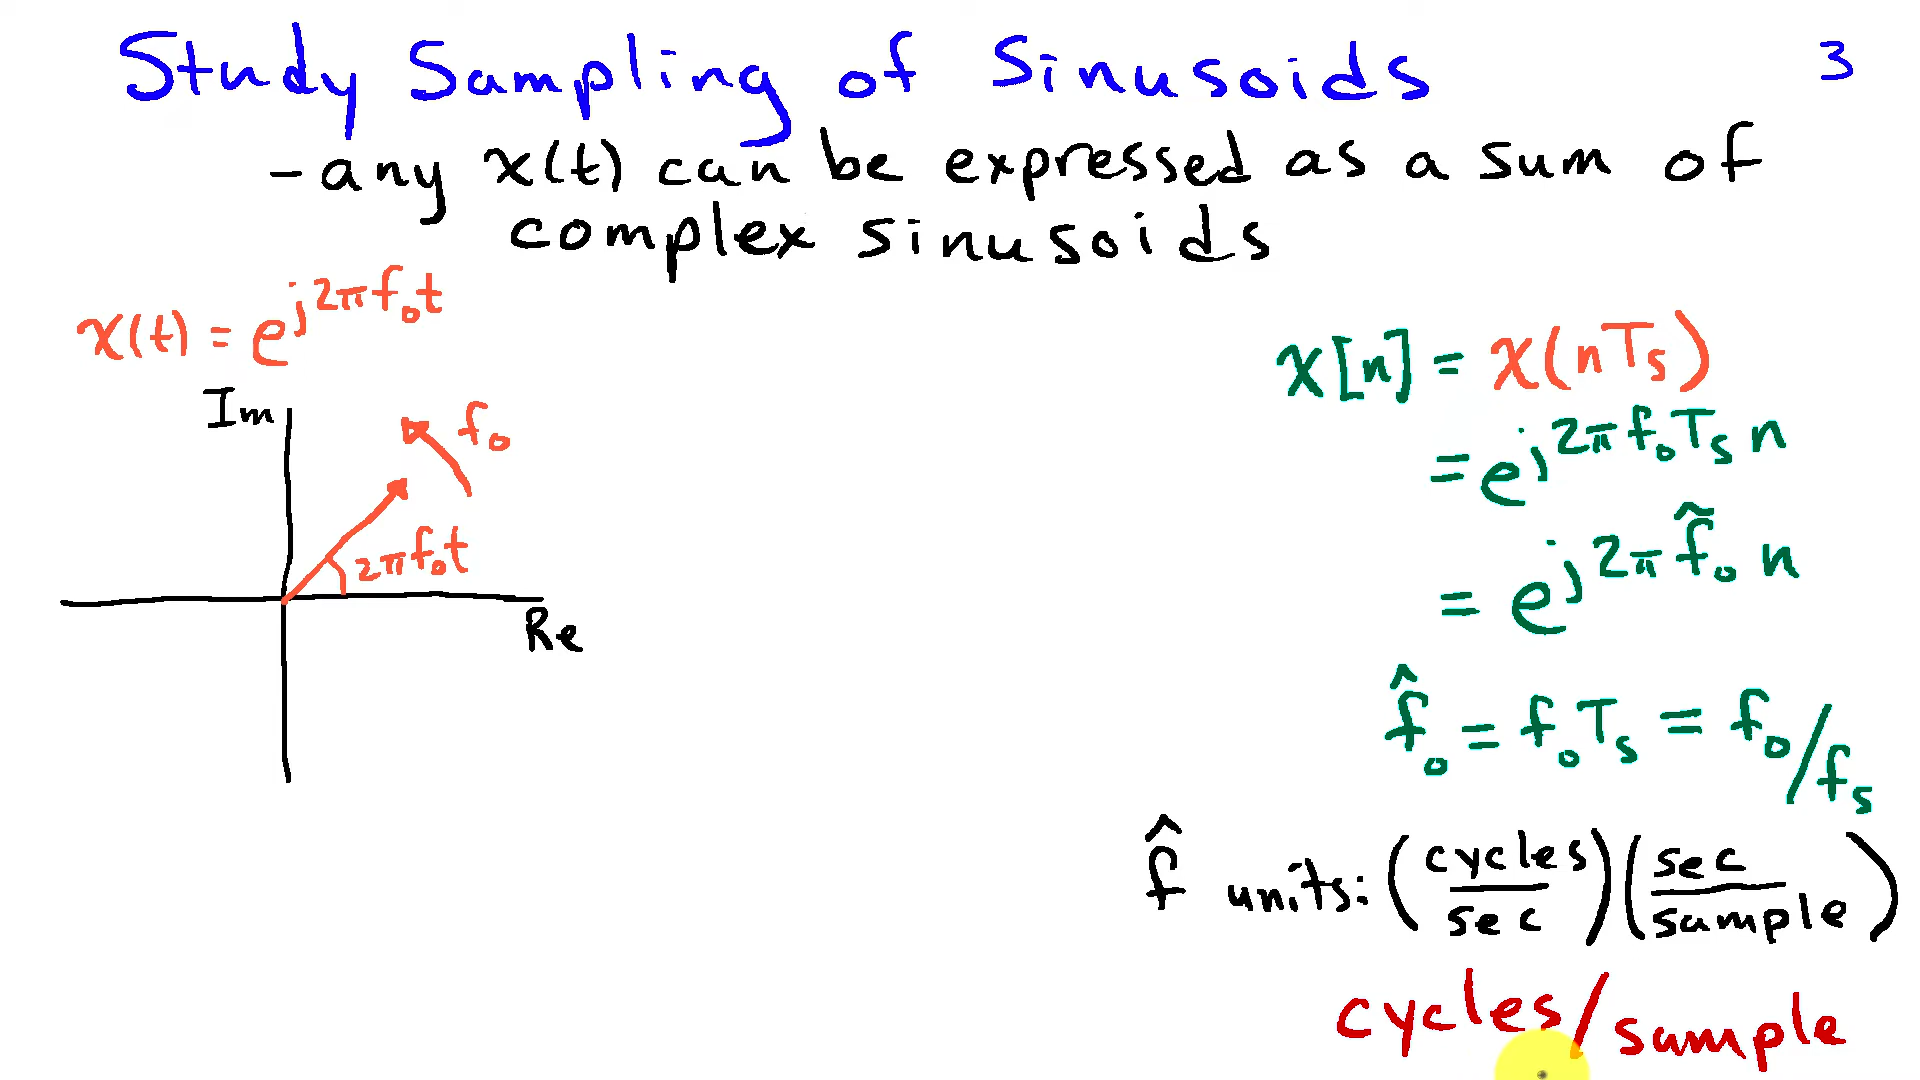 Study Sampling of Sinusoids 3
- any x(t) can be expressed as a sum of
complex sinusoids
x(t) = e^{j2πf₀t}
Im
f₀
2πf₀t
Re
x[n] = x(nTₛ)
= e^{j2πf₀Tₛn}
= e^{j2πf̃₀n}
f̂₀ = f₀Tₛ = f₀/fₛ
f̂ units: (cycles/sec)(sec/sample)
cycles/sample